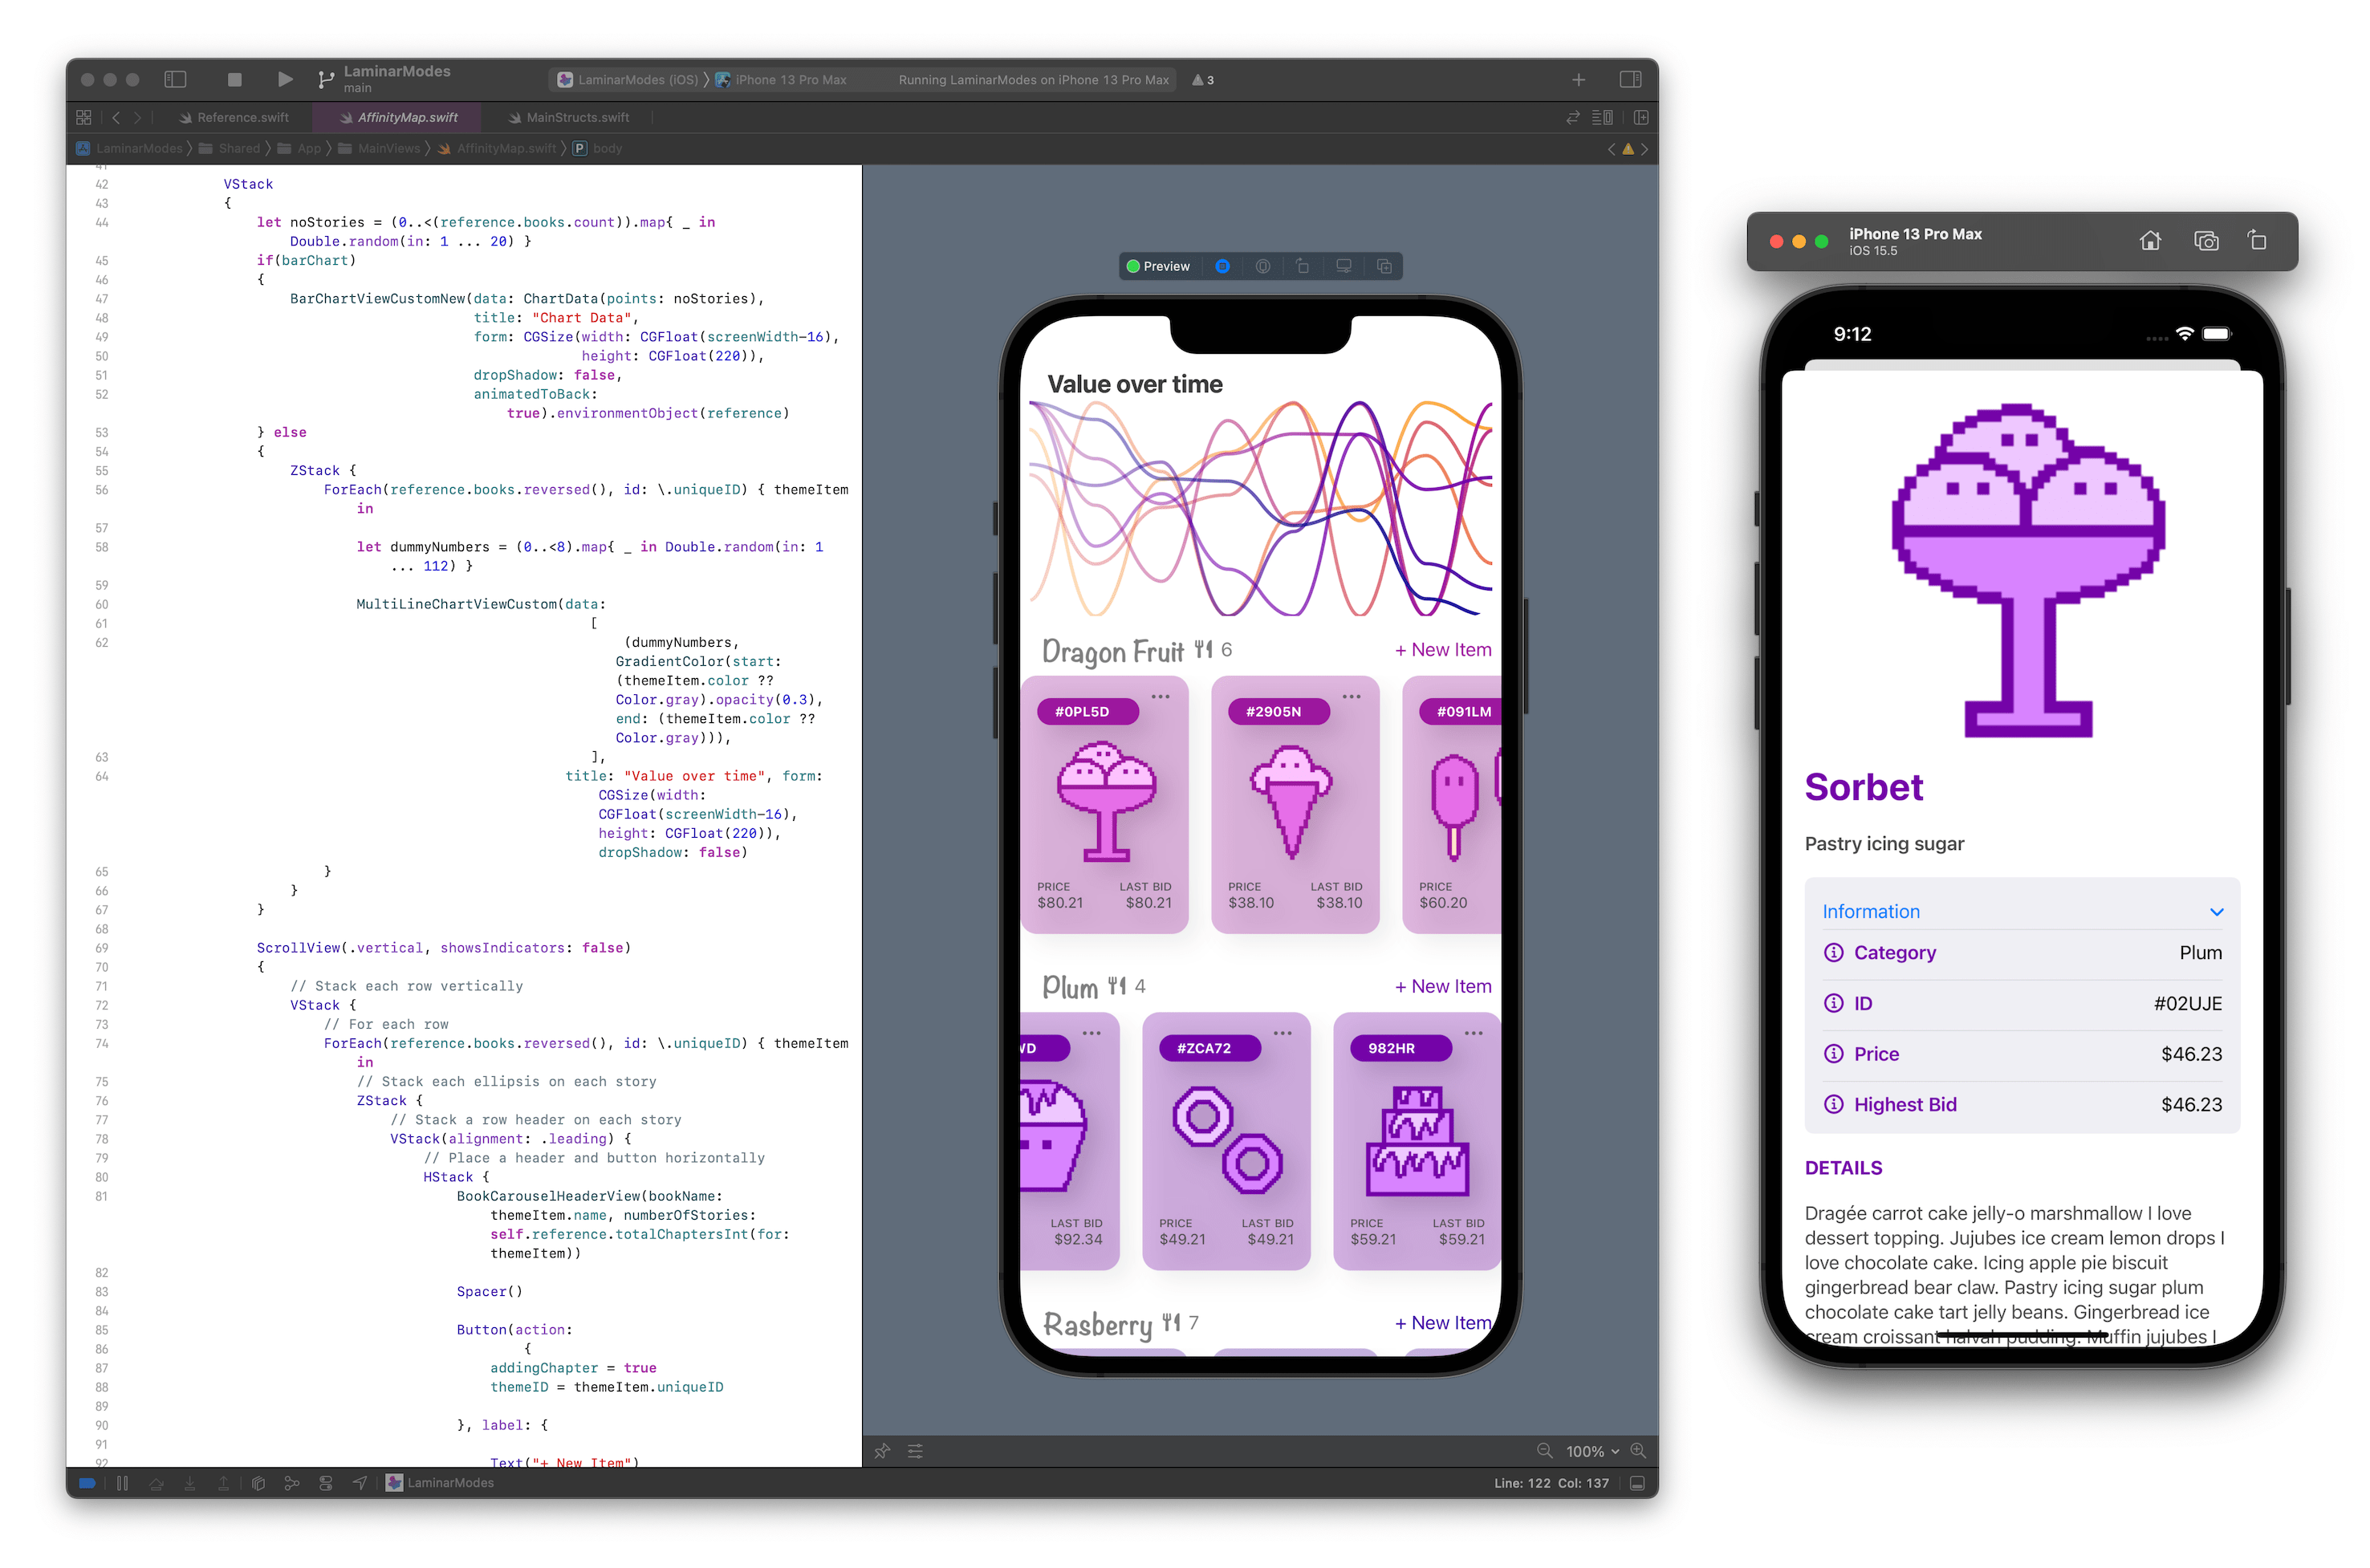 LaminarModes
main
LaminarModes (iOS) 〉 iPhone 13 Pro Max
Running LaminarModes on iPhone 13 Pro Max
3
Reference.swift
AffinityMap.swift
MainStructs.swift
LaminarModes 〉 Shared 〉 App 〉 MainViews 〉 AffinityMap.swift 〉 P body
41
42 VStack
43 {
44 let noStories = (0..<(reference.books.count)).map{ _ in
Double.random(in: 1 ... 20) }
45 if(barChart)
46 {
47 BarChartViewCustomNew(data: ChartData(points: noStories),
48 title: "Chart Data",
49 form: CGSize(width: CGFloat(screenWidth-16),
50 height: CGFloat(220)),
51 dropShadow: false,
52 animatedToBack:
true).environmentObject(reference)
53 } else
54 {
55 ZStack {
56 ForEach(reference.books.reversed(), id: \.uniqueID) { themeItem
in
57
58 let dummyNumbers = (0..<8).map{ _ in Double.random(in: 1
... 112) }
59
60 MultiLineChartViewCustom(data:
61 [
62 (dummyNumbers,
GradientColor(start:
(themeItem.color ??
Color.gray).opacity(0.3),
end: (themeItem.color ??
Color.gray))),
63 ],
64 title: "Value over time", form:
CGSize(width:
CGFloat(screenWidth-16),
height: CGFloat(220)),
dropShadow: false)
65 }
66 }
67 }
68
69 ScrollView(.vertical, showsIndicators: false)
70 {
71 // Stack each row vertically
72 VStack {
73 // For each row
74 ForEach(reference.books.reversed(), id: \.uniqueID) { themeItem
in
75 // Stack each ellipsis on each story
76 ZStack {
77 // Stack a row header on each story
78 VStack(alignment: .leading) {
79 // Place a header and button horizontally
80 HStack {
81 BookCarouselHeaderView(bookName:
themeItem.name, numberOfStories:
self.reference.totalChaptersInt(for:
themeItem))
82
83 Spacer()
84
85 Button(action:
86 {
87 addingChapter = true
88 themeID = themeItem.uniqueID
89
90 }, label: {
91
92 Text("+ New Item")
LaminarModes
Preview
Value over time
Dragon Fruit 6 + New Item
#0PL5D #2905N #091LM
PRICE LAST BID PRICE LAST BID PRICE
$80.21 $80.21 $38.10 $38.10 $60.20
Plum 4 + New Item
WD #ZCA72 982HR
LAST BID PRICE LAST BID PRICE LAST BID
$92.34 $49.21 $49.21 $59.21 $59.21
Rasberry 7 + New Item
100%
Line: 122 Col: 137
iPhone 13 Pro Max
iOS 15.5
9:12
Sorbet
Pastry icing sugar
Information
Category Plum
ID #02UJE
Price $46.23
Highest Bid $46.23
DETAILS
Dragée carrot cake jelly-o marshmallow I love
dessert topping. Jujubes ice cream lemon drops I
love chocolate cake. Icing apple pie biscuit
gingerbread bear claw. Pastry icing sugar plum
chocolate cake tart jelly beans. Gingerbread ice
cream croissant halvah pudding. Muffin jujubes I